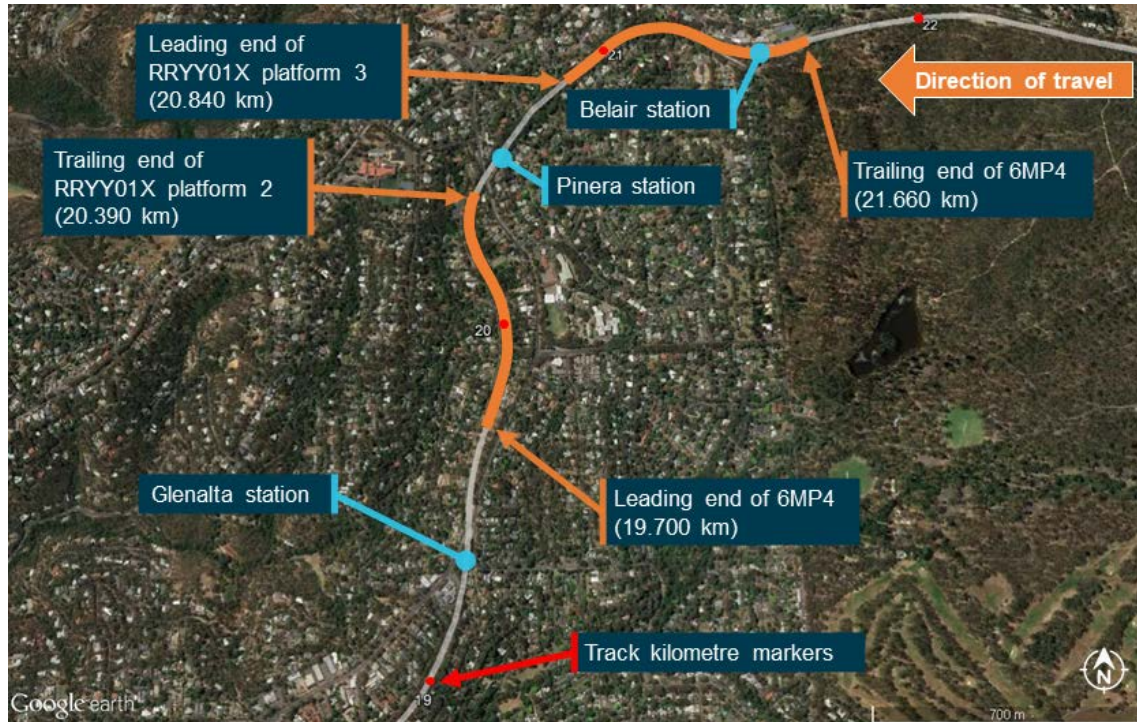 Leading end of
RRYY01X platform 3
(20.840 km)
21
22
Direction of travel
Belair station
Trailing end of
RRYY01X platform 2
(20.390 km)
Pinera station
Trailing end of 6MP4
(21.660 km)
20
Glenalta station
Leading end of 6MP4
(19.700 km)
Track kilometre markers
19
Google earth
N
700 m